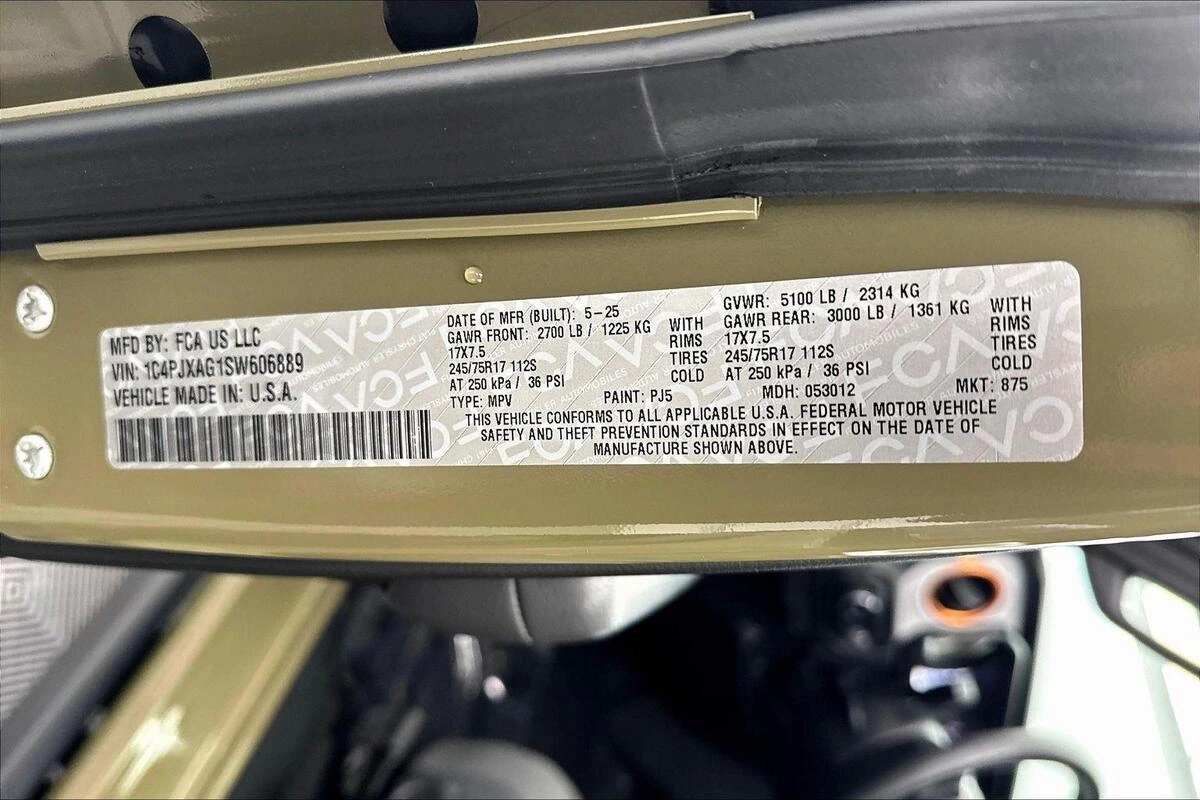 MFD BY: FCA US LLC
VIN: 1C4PJXAG1SW606889
VEHICLE MADE IN: U.S.A.
DATE OF MFR (BUILT): 5-25
GAWR FRONT: 2700 LB / 1225 KG WITH
17X7.5 RIMS
245/75R17 112S TIRES
AT 250 kPa / 36 PSI COLD
GVWR: 5100 LB / 2314 KG
GAWR REAR: 3000 LB / 1361 KG WITH
17X7.5 RIMS
245/75R17 112S TIRES
AT 250 kPa / 36 PSI COLD
TYPE: MPV PAINT: PJ5 MDH: 053012 MKT: 875
THIS VEHICLE CONFORMS TO ALL APPLICABLE U.S.A. FEDERAL MOTOR VEHICLE
SAFETY AND THEFT PREVENTION STANDARDS IN EFFECT ON THE DATE OF
MANUFACTURE SHOWN ABOVE.